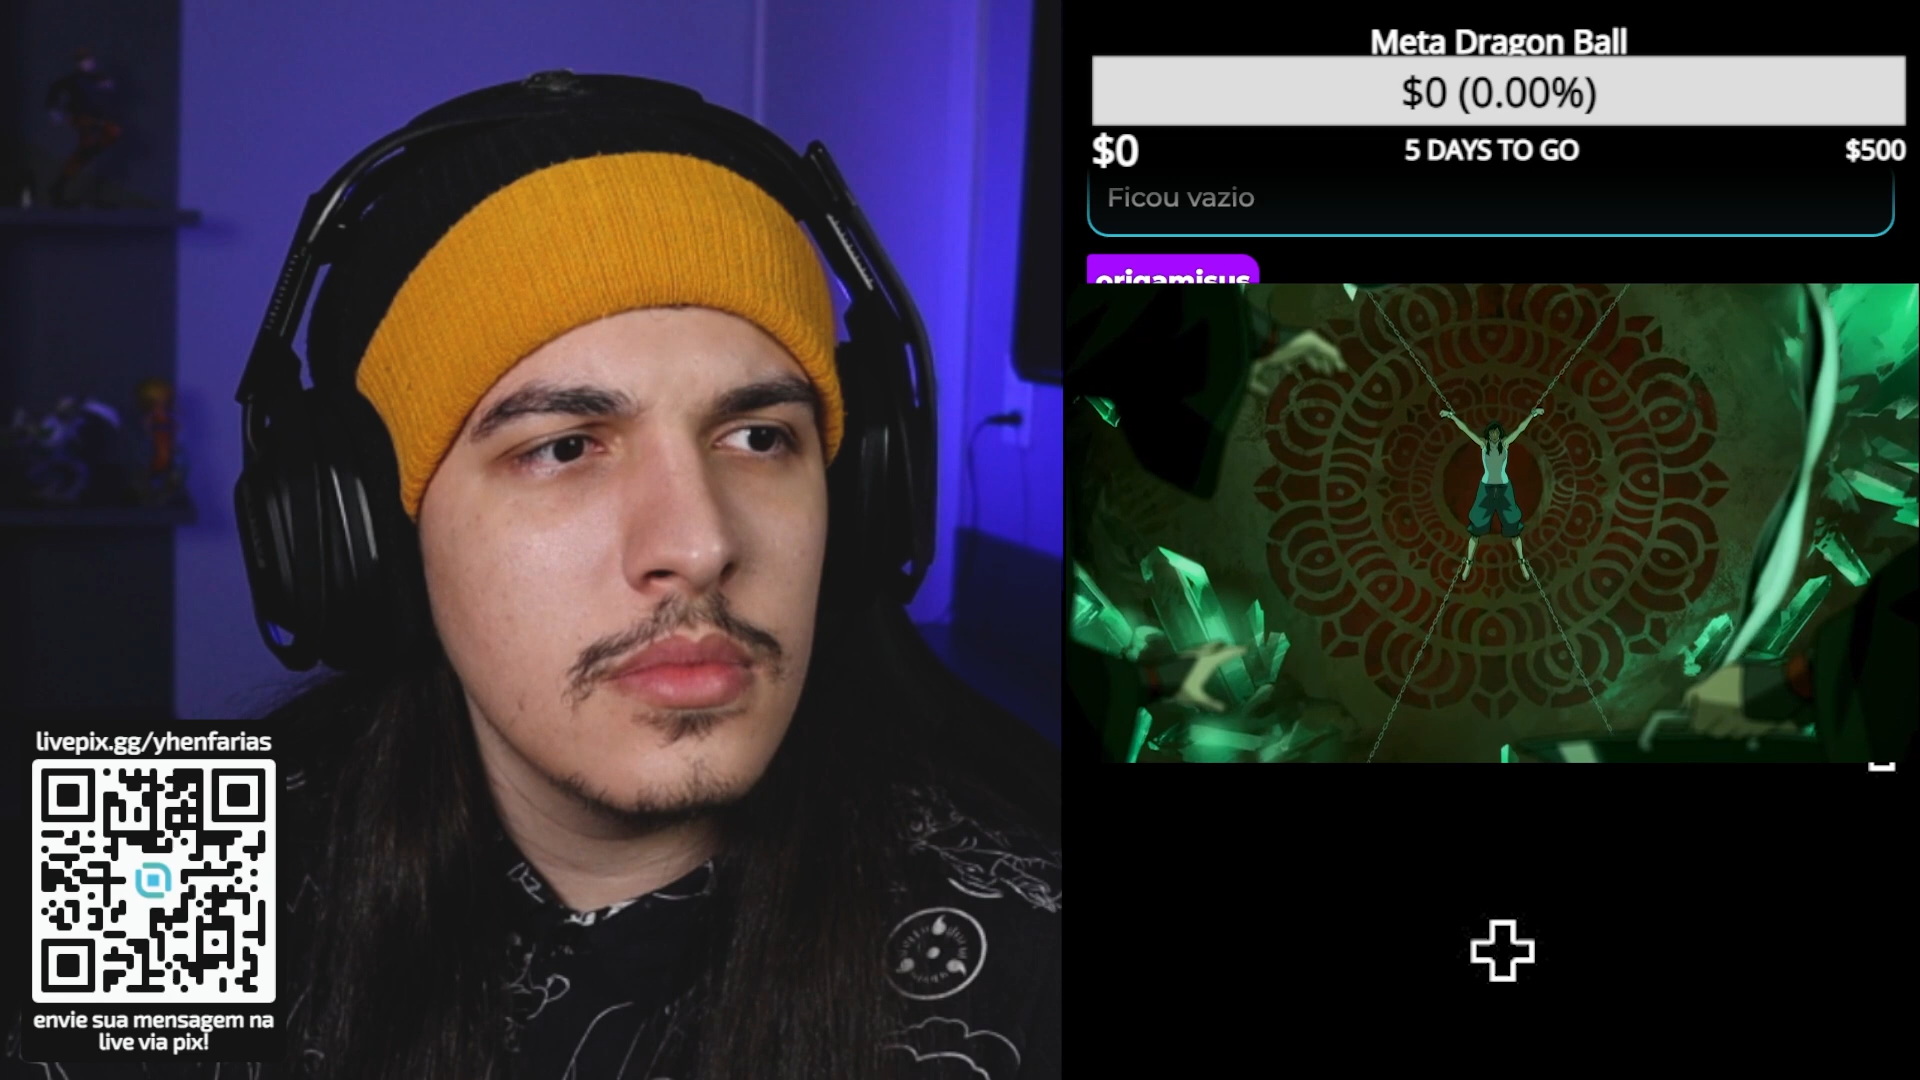 Meta Dragon Ball
$0 (0.00%)
$0 5 DAYS TO GO $500
Ficou vazio
origamisus
livepix.gg/yhenfarias
envie sua mensagem na
live via pix!